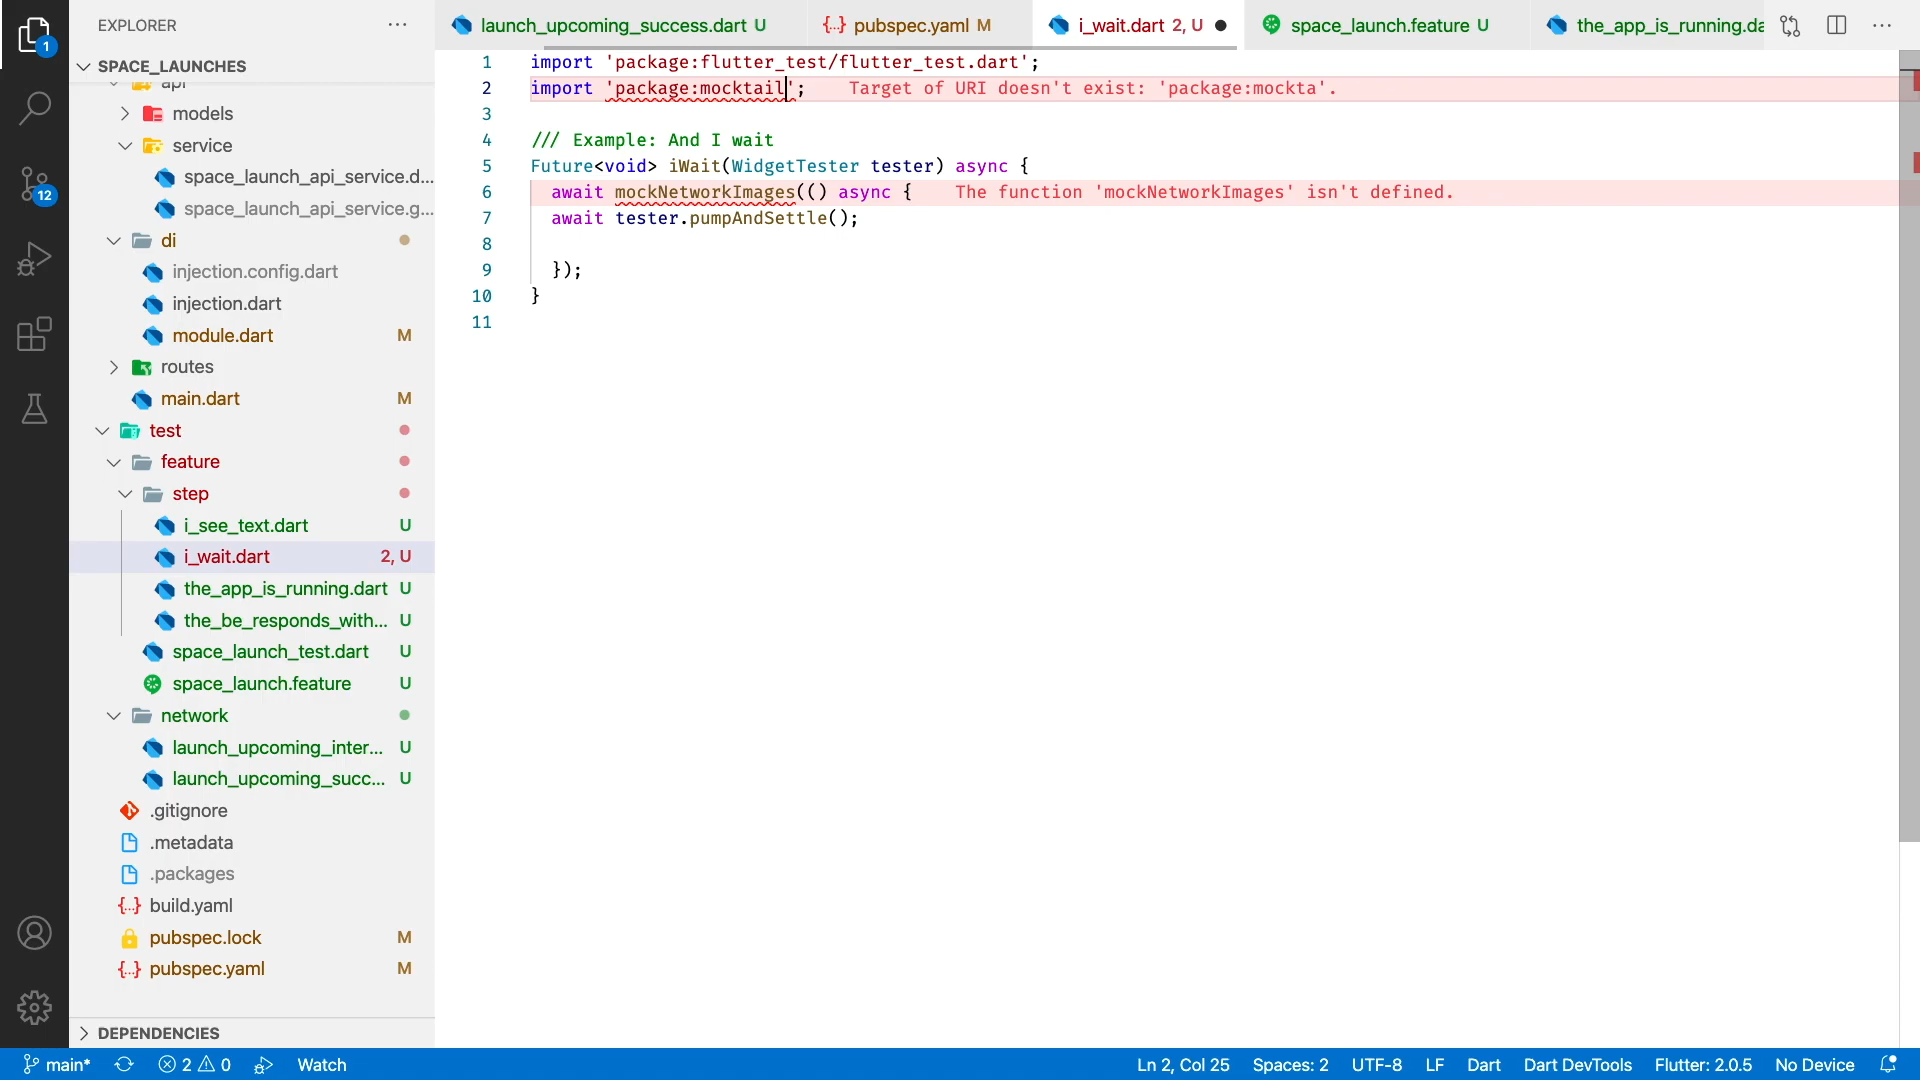 EXPLORER
launch_upcoming_success.dart U
{..} pubspec.yaml M
i_wait.dart 2, U
space_launch.feature U
the_app_is_running.da
1
SPACE_LAUNCHES
api
models
service
space_launch_api_service.d...
space_launch_api_service.g...
12
di
injection.config.dart
injection.dart
module.dart M
routes
main.dart M
test
feature
step
i_see_text.dart U
i_wait.dart 2, U
the_app_is_running.dart U
the_be_responds_with... U
space_launch_test.dart U
space_launch.feature U
network
launch_upcoming_inter... U
launch_upcoming_succ... U
.gitignore
.metadata
.packages
{..} build.yaml
pubspec.lock M
{..} pubspec.yaml M
DEPENDENCIES
1 import 'package:flutter_test/flutter_test.dart';
2 import 'package:mocktail'; Target of URI doesn't exist: 'package:mockta'.
3
4 /// Example: And I wait
5 Future<void> iWait(WidgetTester tester) async {
6 await mockNetworkImages(() async { The function 'mockNetworkImages' isn't defined.
7 await tester.pumpAndSettle();
8
9 });
10 }
11
main* 2 0 Watch Ln 2, Col 25 Spaces: 2 UTF-8 LF Dart Dart DevTools Flutter: 2.0.5 No Device